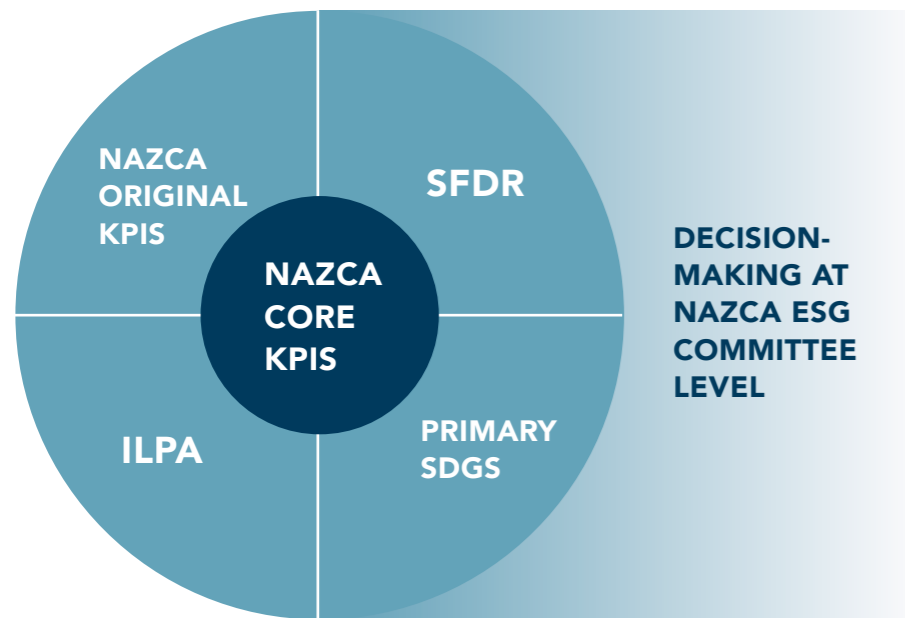 NAZCA
ORIGINAL
KPIS
SFDR
NAZCA
CORE
KPIS
ILPA
PRIMARY
SDGS
DECISION-
MAKING AT
NAZCA ESG
COMMITTEE
LEVEL